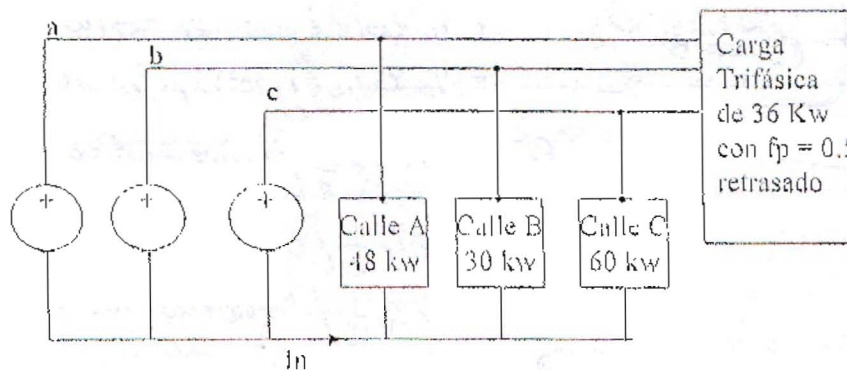 a
b
c
Carga
Trifásica
de 36 Kw
con fp = 0.5
retrasado
+
+
+
Calle A
48 kw
Calle B
30 kw
Calle C
60 kw
In